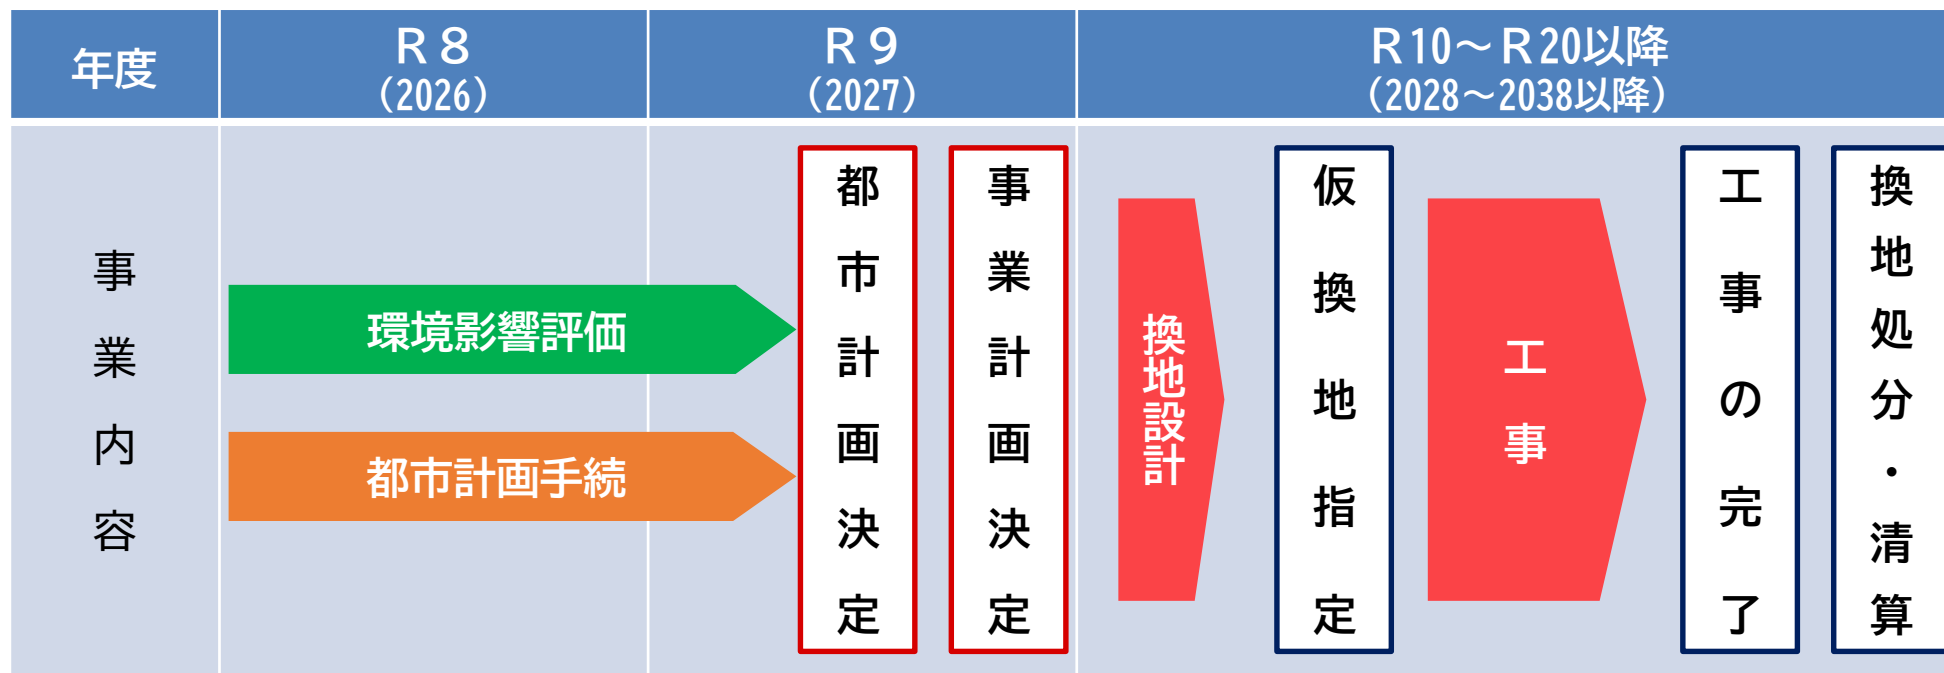 年度
R8
(2026)
R9
(2027)
R10～R20以降
(2028～2038以降)
事業内容
環境影響評価
都市計画手続
都市計画決定
事業計画決定
換地設計
仮換地指定
工事
工事の完了
換地処分・清算